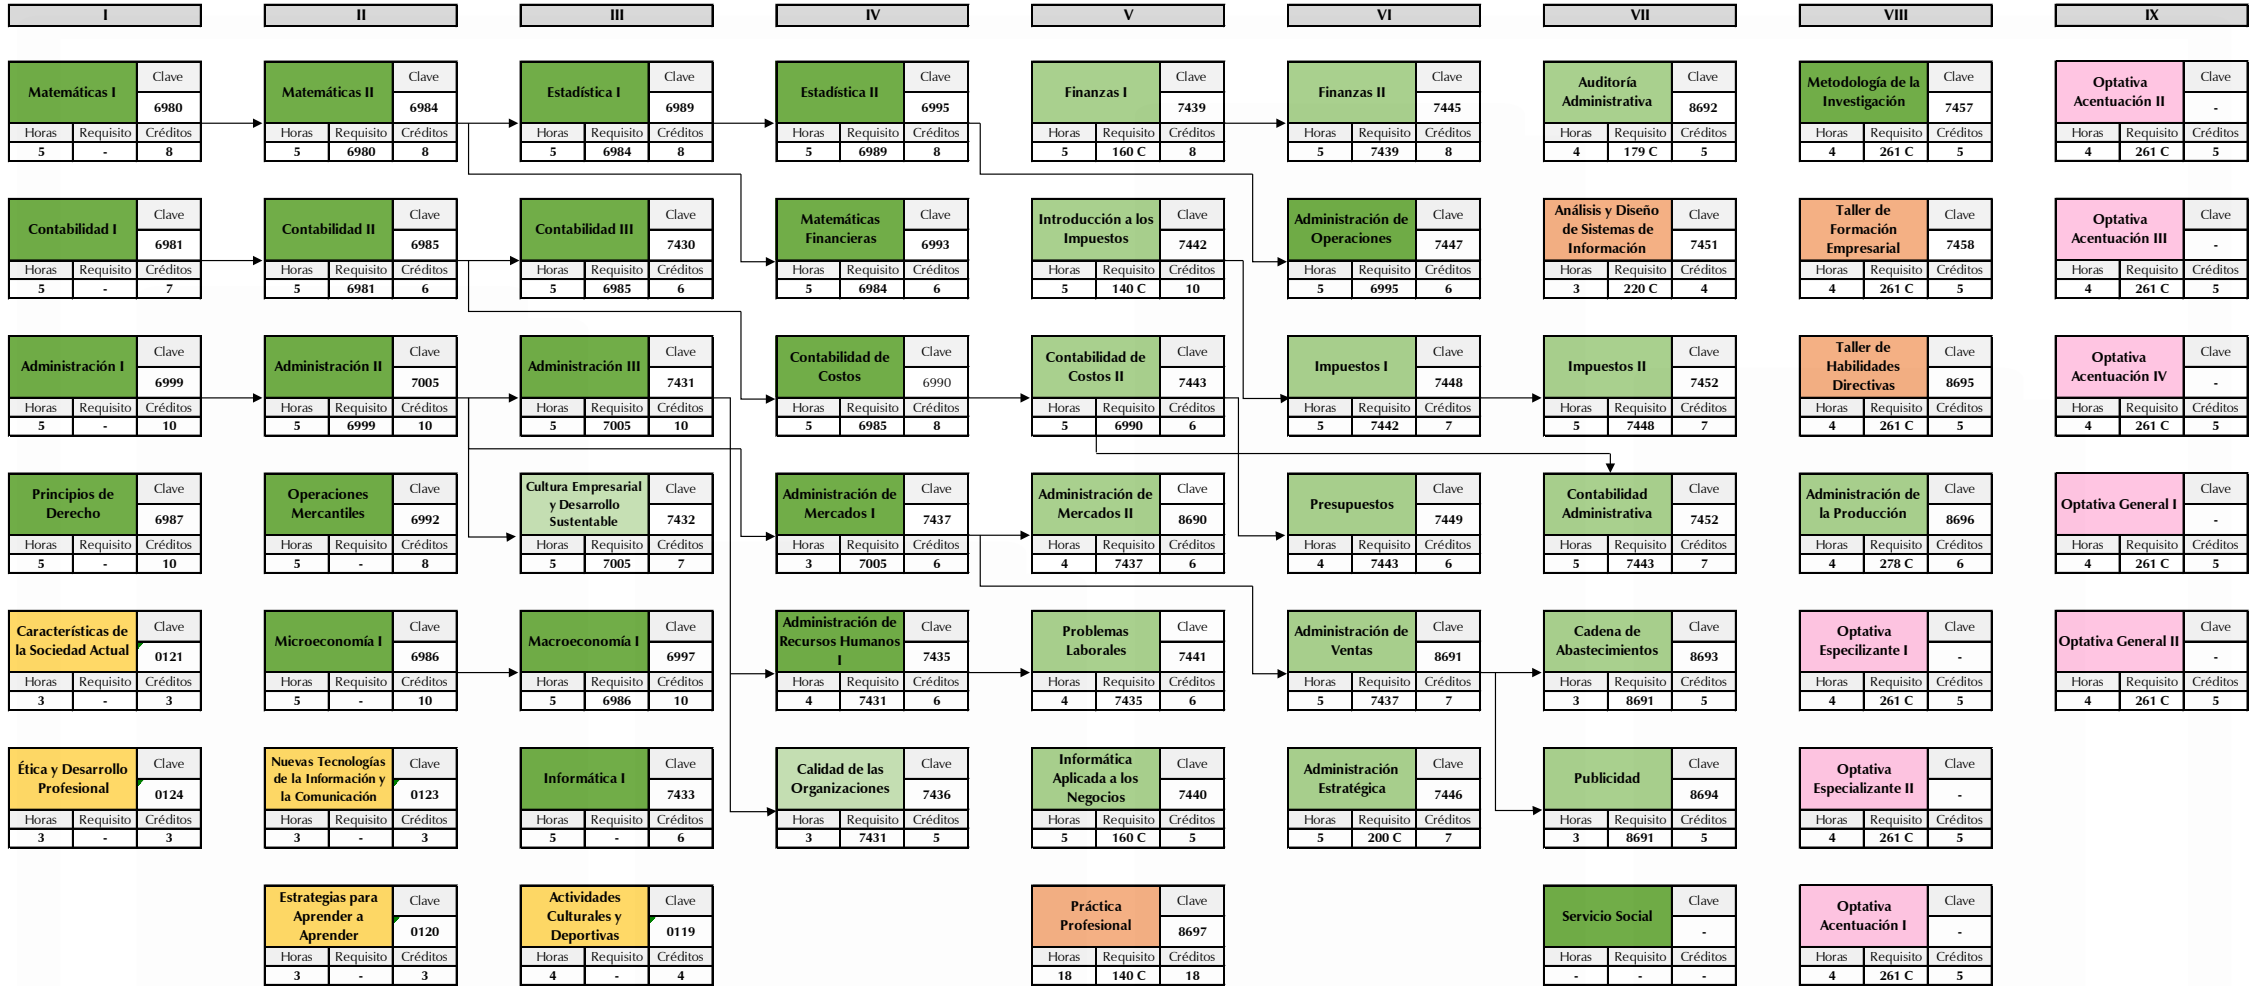 I II III IV V VI VII VIII IX
Matemáticas I
Clave
6980
Horas Requisito Créditos
5 - 8
Matemáticas II
Clave
6984
Horas Requisito Créditos
5 6980 8
Estadística I
Clave
6989
Horas Requisito Créditos
5 6984 8
Estadística II
Clave
6995
Horas Requisito Créditos
5 6989 8
Finanzas I
Clave
7439
Horas Requisito Créditos
5 160 C 8
Finanzas II
Clave
7445
Horas Requisito Créditos
5 7439 8
Auditoría
Administrativa
Clave
8692
Horas Requisito Créditos
4 179 C 5
Metodología de la
Investigación
Clave
7457
Horas Requisito Créditos
4 261 C 5
Optativa
Acentuación II
Clave
-
Horas Requisito Créditos
4 261 C 5
Contabilidad I
Clave
6981
Horas Requisito Créditos
5 - 7
Contabilidad II
Clave
6985
Horas Requisito Créditos
5 6981 6
Contabilidad III
Clave
7430
Horas Requisito Créditos
5 6985 6
Matemáticas
Financieras
Clave
6993
Horas Requisito Créditos
5 6984 6
Introducción a los
Impuestos
Clave
7442
Horas Requisito Créditos
5 140 C 10
Administración de
Operaciones
Clave
7447
Horas Requisito Créditos
5 6995 6
Análisis y Diseño
de Sistemas de
Información
Clave
7451
Horas Requisito Créditos
3 220 C 4
Taller de
Formación
Empresarial
Clave
7458
Horas Requisito Créditos
4 261 C 5
Optativa
Acentuación III
Clave
-
Horas Requisito Créditos
4 261 C 5
Administración I
Clave
6999
Horas Requisito Créditos
5 - 10
Administración II
Clave
7005
Horas Requisito Créditos
5 6999 10
Administración III
Clave
7431
Horas Requisito Créditos
5 7005 10
Contabilidad de
Costos
Clave
6990
Horas Requisito Créditos
5 6985 8
Contabilidad de
Costos II
Clave
7443
Horas Requisito Créditos
5 6990 6
Impuestos I
Clave
7448
Horas Requisito Créditos
5 7442 7
Impuestos II
Clave
7452
Horas Requisito Créditos
5 7448 7
Taller de
Habilidades
Directivas
Clave
8695
Horas Requisito Créditos
4 261 C 5
Optativa
Acentuación IV
Clave
-
Horas Requisito Créditos
4 261 C 5
Principios de
Derecho
Clave
6987
Horas Requisito Créditos
5 - 10
Operaciones
Mercantiles
Clave
6992
Horas Requisito Créditos
5 - 8
Cultura Empresarial
y Desarrollo
Sustentable
Clave
7432
Horas Requisito Créditos
5 7005 7
Administración de
Mercados I
Clave
7437
Horas Requisito Créditos
3 7005 6
Administración de
Mercados II
Clave
8690
Horas Requisito Créditos
4 7437 6
Presupuestos
Clave
7449
Horas Requisito Créditos
4 7443 6
Contabilidad
Administrativa
Clave
7452
Horas Requisito Créditos
5 7443 7
Administración de
la Producción
Clave
8696
Horas Requisito Créditos
4 278 C 6
Optativa General I
Clave
-
Horas Requisito Créditos
4 261 C 5
Características de
la Sociedad Actual
Clave
0121
Horas Requisito Créditos
3 - 3
Microeconomía I
Clave
6986
Horas Requisito Créditos
5 - 10
Macroeconomía I
Clave
6997
Horas Requisito Créditos
5 6986 10
Administración de
Recursos Humanos
I
Clave
7435
Horas Requisito Créditos
4 7431 6
Problemas
Laborales
Clave
7441
Horas Requisito Créditos
4 7435 6
Administración de
Ventas
Clave
8691
Horas Requisito Créditos
5 7437 7
Cadena de
Abastecimientos
Clave
8693
Horas Requisito Créditos
3 8691 5
Optativa
Especilizante I
Clave
-
Horas Requisito Créditos
4 261 C 5
Optativa General II
Clave
-
Horas Requisito Créditos
4 261 C 5
Ética y Desarrollo
Profesional
Clave
0124
Horas Requisito Créditos
3 - 3
Nuevas Tecnologías
de la Información y
la Comunicación
Clave
0123
Horas Requisito Créditos
3 - 3
Informática I
Clave
7433
Horas Requisito Créditos
5 - 6
Calidad de las
Organizaciones
Clave
7436
Horas Requisito Créditos
3 7431 5
Informática
Aplicada a los
Negocios
Clave
7440
Horas Requisito Créditos
5 160 C 5
Administración
Estratégica
Clave
7446
Horas Requisito Créditos
5 200 C 7
Publicidad
Clave
8694
Horas Requisito Créditos
3 8691 5
Optativa
Especializante II
Clave
-
Horas Requisito Créditos
4 261 C 5
Estrategias para
Aprender a
Aprender
Clave
0120
Horas Requisito Créditos
3 - 3
Actividades
Culturales y
Deportivas
Clave
0119
Horas Requisito Créditos
4 - 4
Práctica
Profesional
Clave
8697
Horas Requisito Créditos
18 140 C 18
Servicio Social
Clave
-
Horas Requisito Créditos
- - -
Optativa
Acentuación I
Clave
-
Horas Requisito Créditos
4 261 C 5